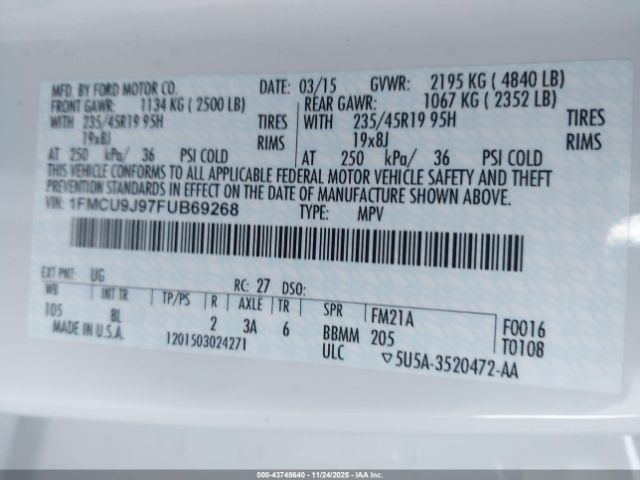 MFD. BY FORD MOTOR CO. DATE: 03/15 GVWR: 2195 KG ( 4840 LB)
FRONT GAWR: 1134 KG ( 2500 LB) REAR GAWR: 1067 KG ( 2352 LB)
WITH 235/45R19 95H TIRES WITH 235/45R19 95H TIRES
19x8J RIMS 19x8J RIMS
AT 250 kPa/ 36 PSI COLD AT 250 kPa/ 36 PSI COLD
THIS VEHICLE CONFORMS TO ALL APPLICABLE FEDERAL MOTOR VEHICLE SAFETY AND THEFT
PREVENTION STANDARDS IN EFFECT ON THE DATE OF MANUFACTURE SHOWN ABOVE.
VIN: 1FMCU9J97FUB69268 TYPE: MPV
EXT PNT: UG RC: 27 DSO:
WB INT TR TP/PS R AXLE TR SPR FM21A F0016
105 8L 2 3A 6 BBMM 205 T0108
MADE IN U.S.A. 1201503024271 ULC ▽5U5A-3520472-AA
000-43748640 - 11/24/2025 - IAA Inc.